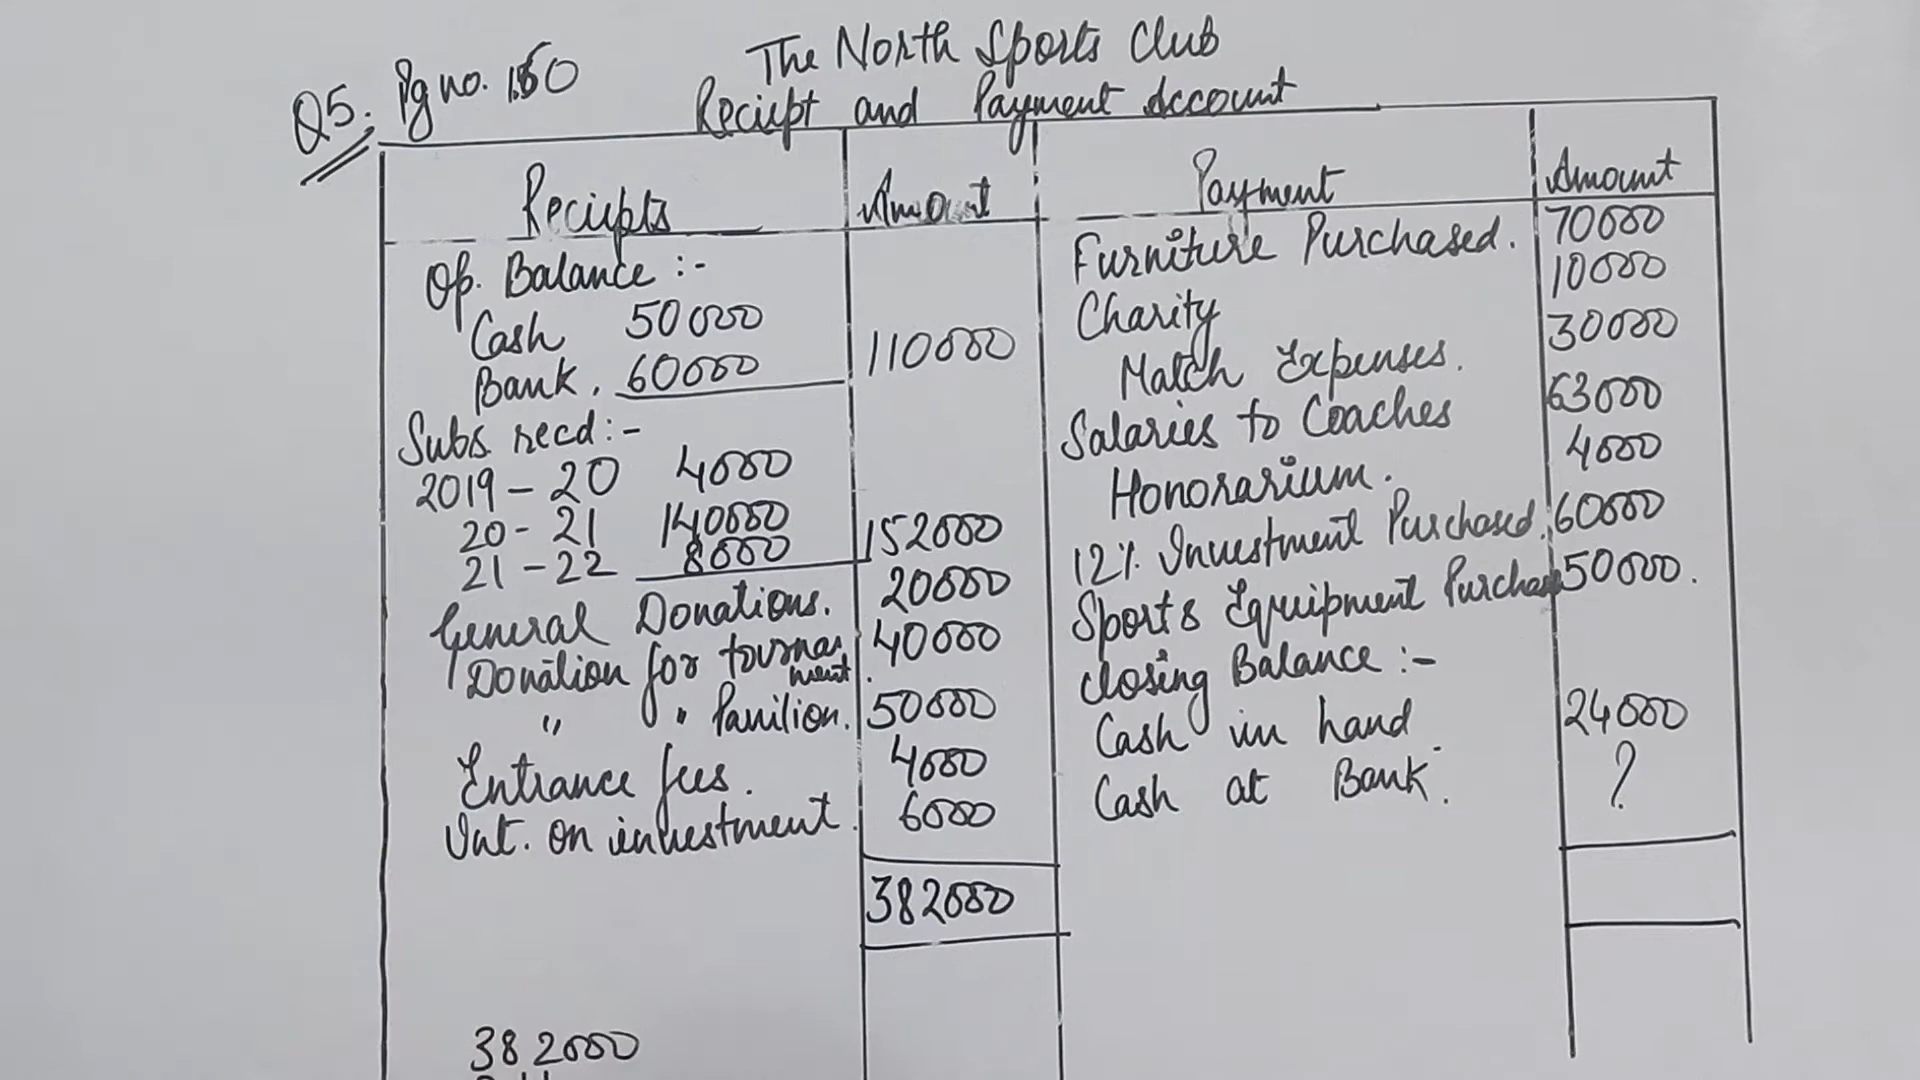 Q5. Pg no. 1.60
The North Sports Club
Reciept and Payment Account
Reciepts Amount Payment Amount
Op. Balance :-
Cash 50000
Bank. 60000 110000
Subs recd :-
2019-20 4000
20-21 140000
21-22 8000 152000
General Donations. 20000
Donation for tournament. 40000
" " Pavilion. 50000
Entrance fees. 4000
Int. on investment. 6000
382000
382000
Furniture Purchased. 70000
Charity 10000
Match Expenses. 30000
Salaries to Coaches 63000
Honorarium. 4000
12% Investment Purchased. 60000
Sports Equipment Purchase 50000.
Closing Balance :-
Cash in hand 24000
Cash at Bank. ?